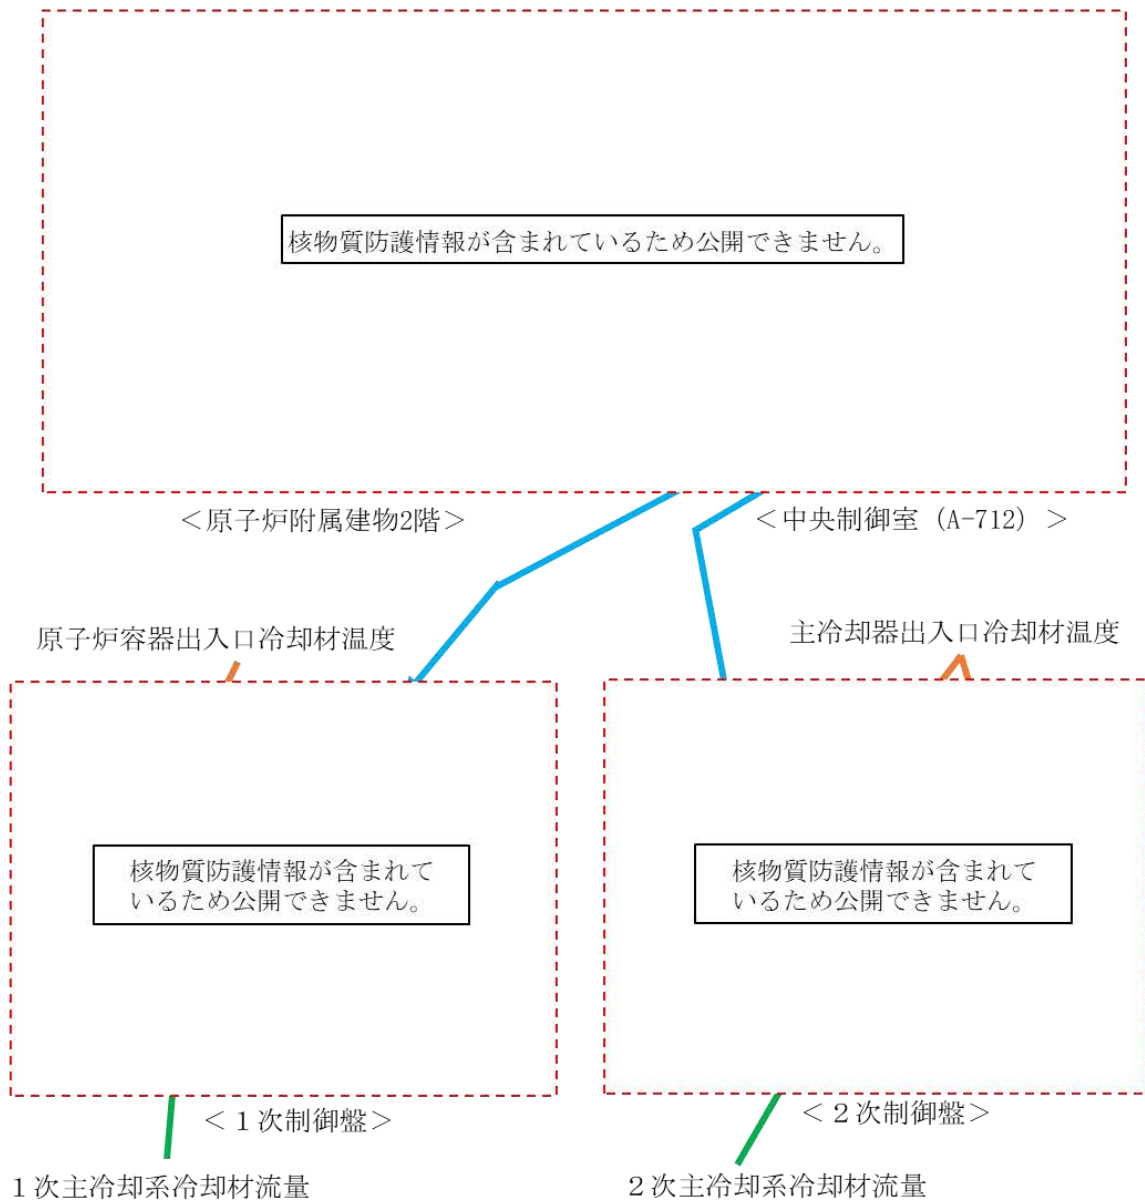 核物質防護情報が含まれているため公開できません。
＜原子炉附属建物2階＞
＜中央制御室（A-712）＞
原子炉容器出入口冷却材温度
主冷却器出入口冷却材温度
核物質防護情報が含まれて
いるため公開できません。
核物質防護情報が含まれて
いるため公開できません。
＜１次制御盤＞
＜２次制御盤＞
１次主冷却系冷却材流量
２次主冷却系冷却材流量